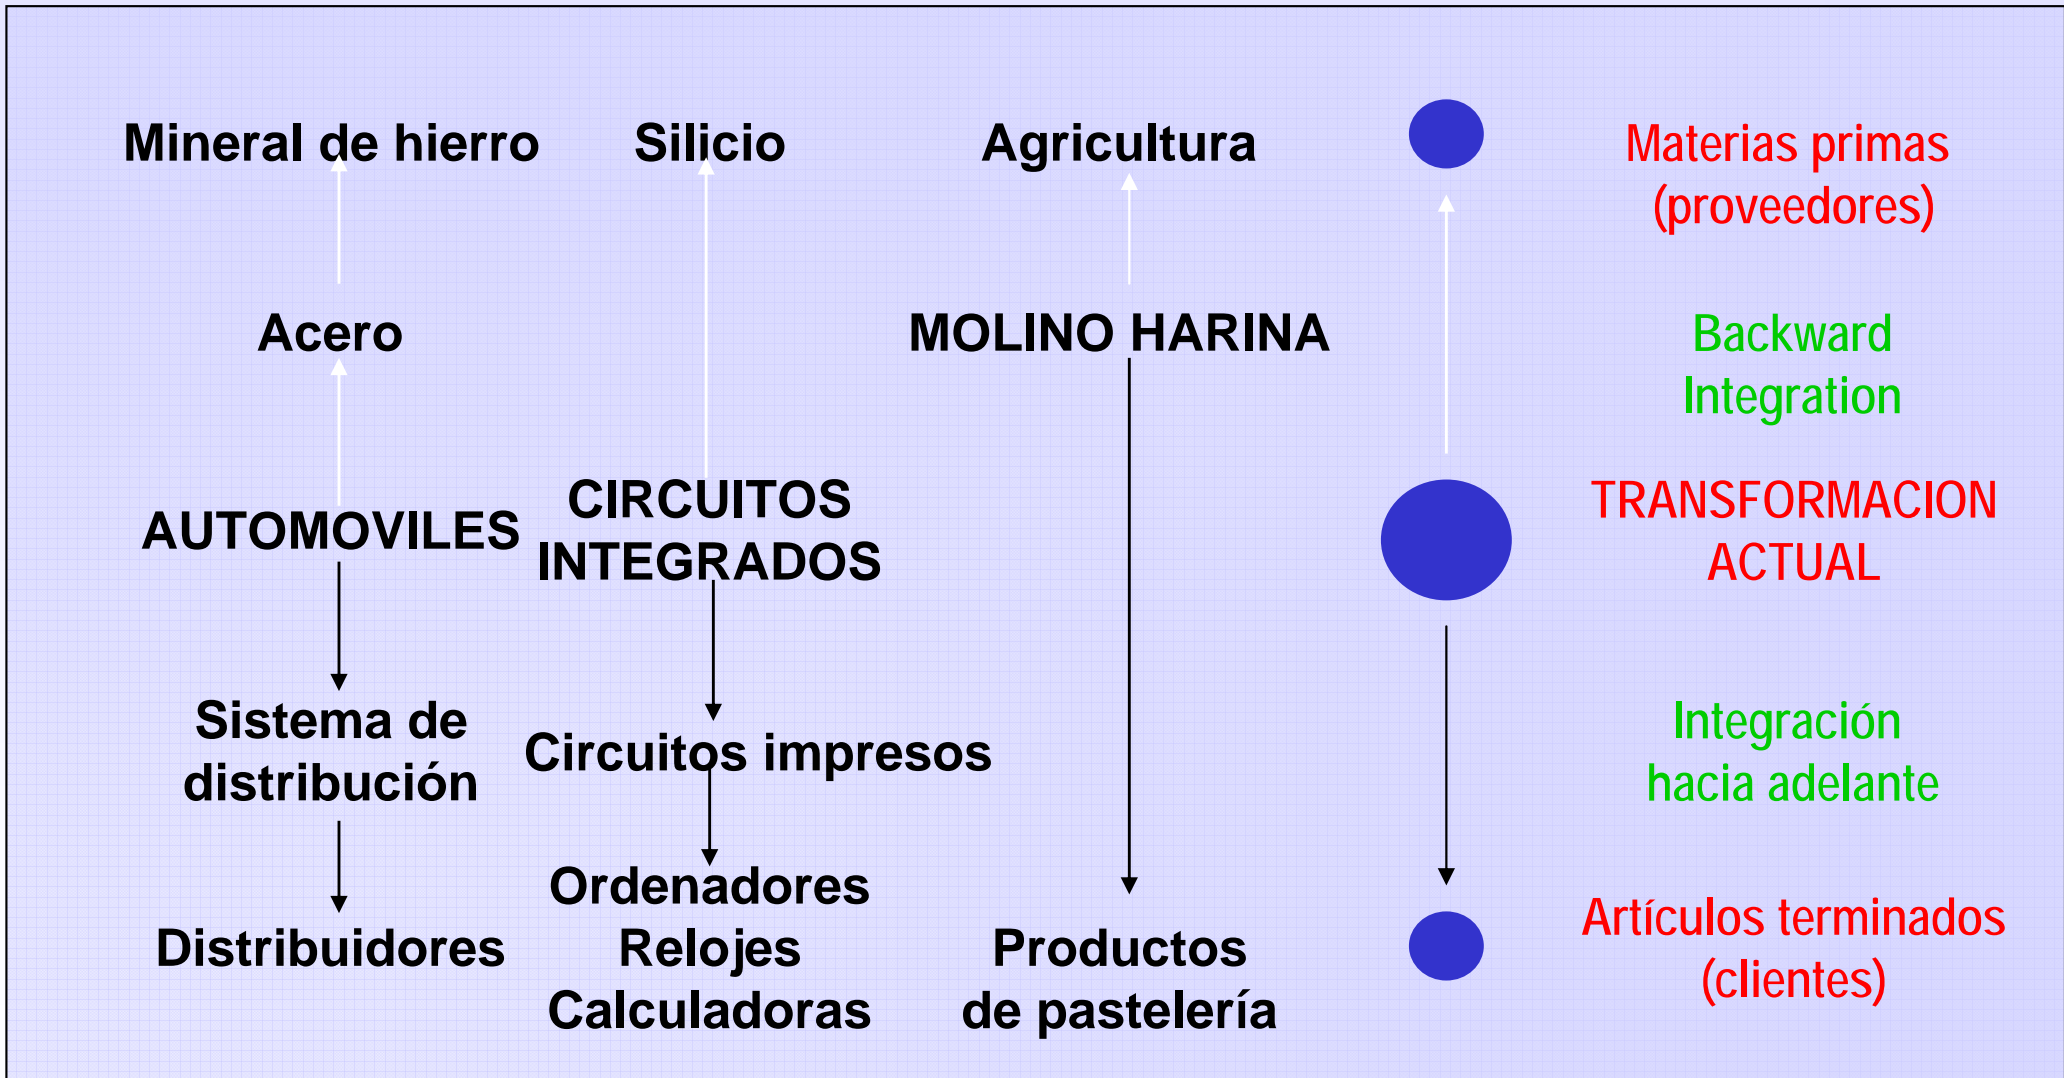 Mineral de hierro
Silicio
Agricultura
Materias primas
(proveedores)
Acero
MOLINO HARINA
Backward
Integration
AUTOMOVILES
CIRCUITOS
INTEGRADOS
TRANSFORMACION
ACTUAL
Sistema de
distribución
Circuitos impresos
Integración
hacia adelante
Distribuidores
Ordenadores
Relojes
Calculadoras
Productos
de pastelería
Artículos terminados
(clientes)